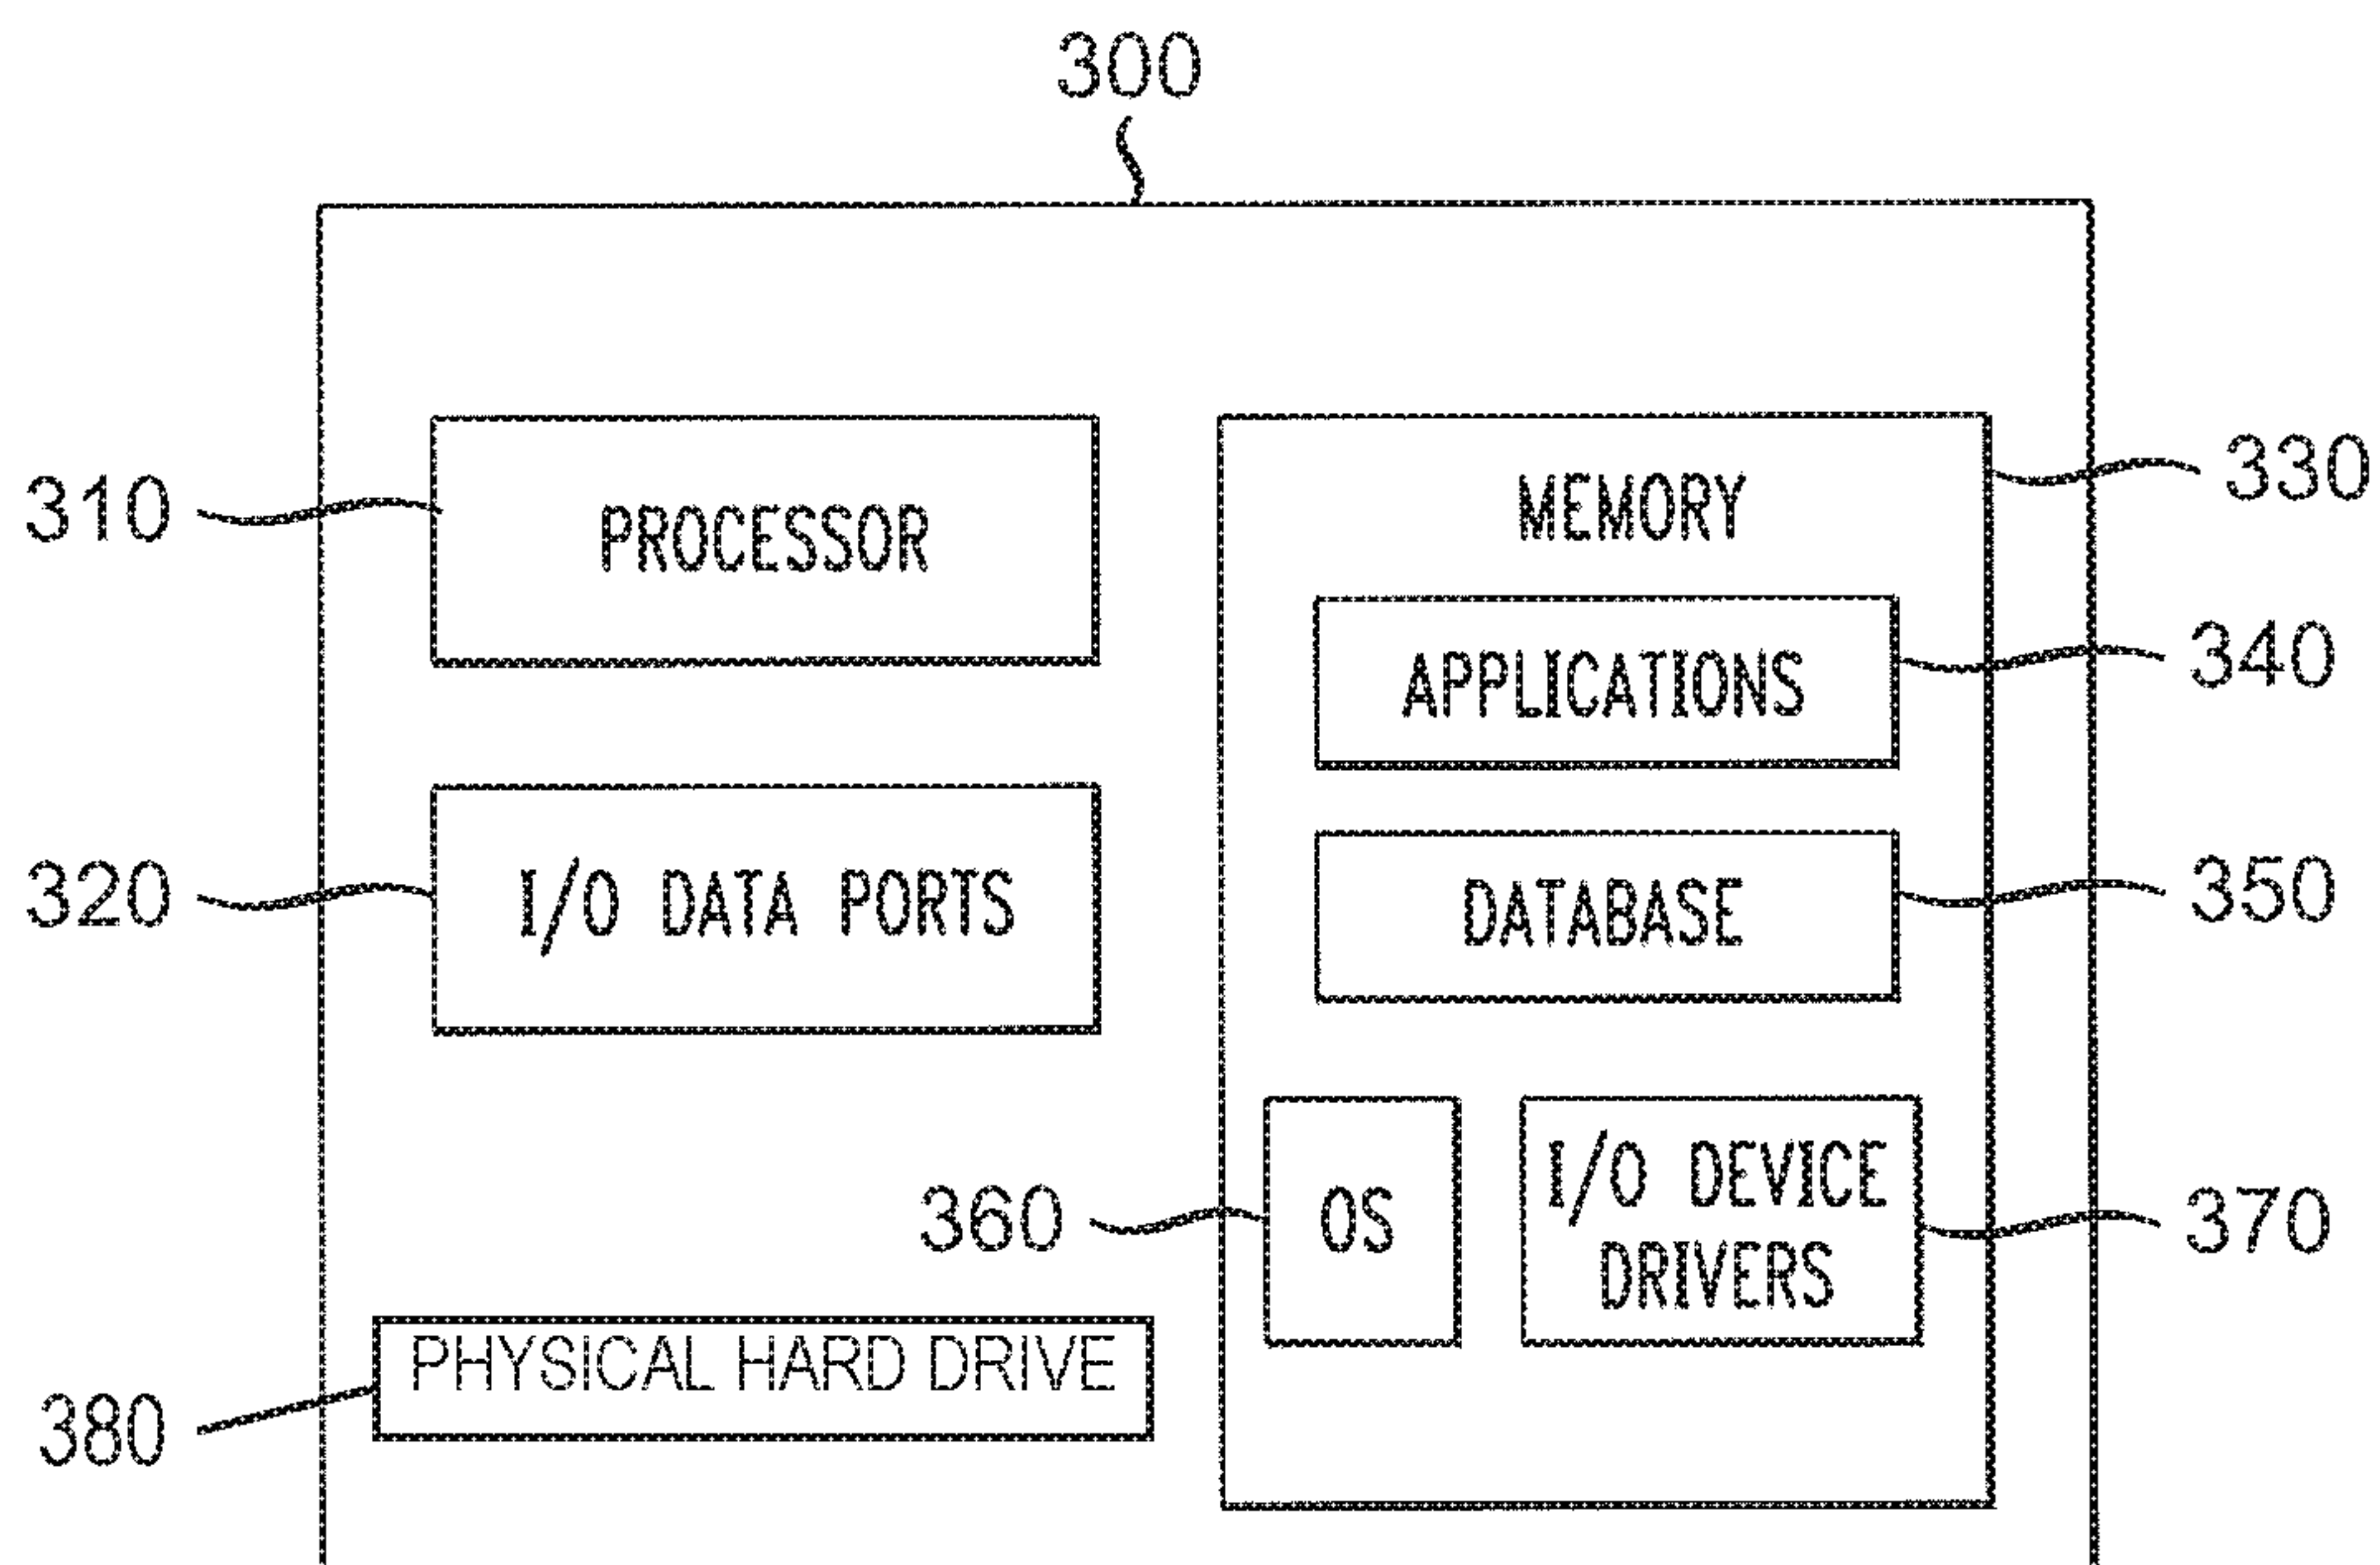 300
310
PROCESSOR
MEMORY
330
APPLICATIONS
340
320
I/O DATA PORTS
DATABASE
350
360
OS
I/O DEVICE
DRIVERS
370
PHYSICAL HARD DRIVE
380